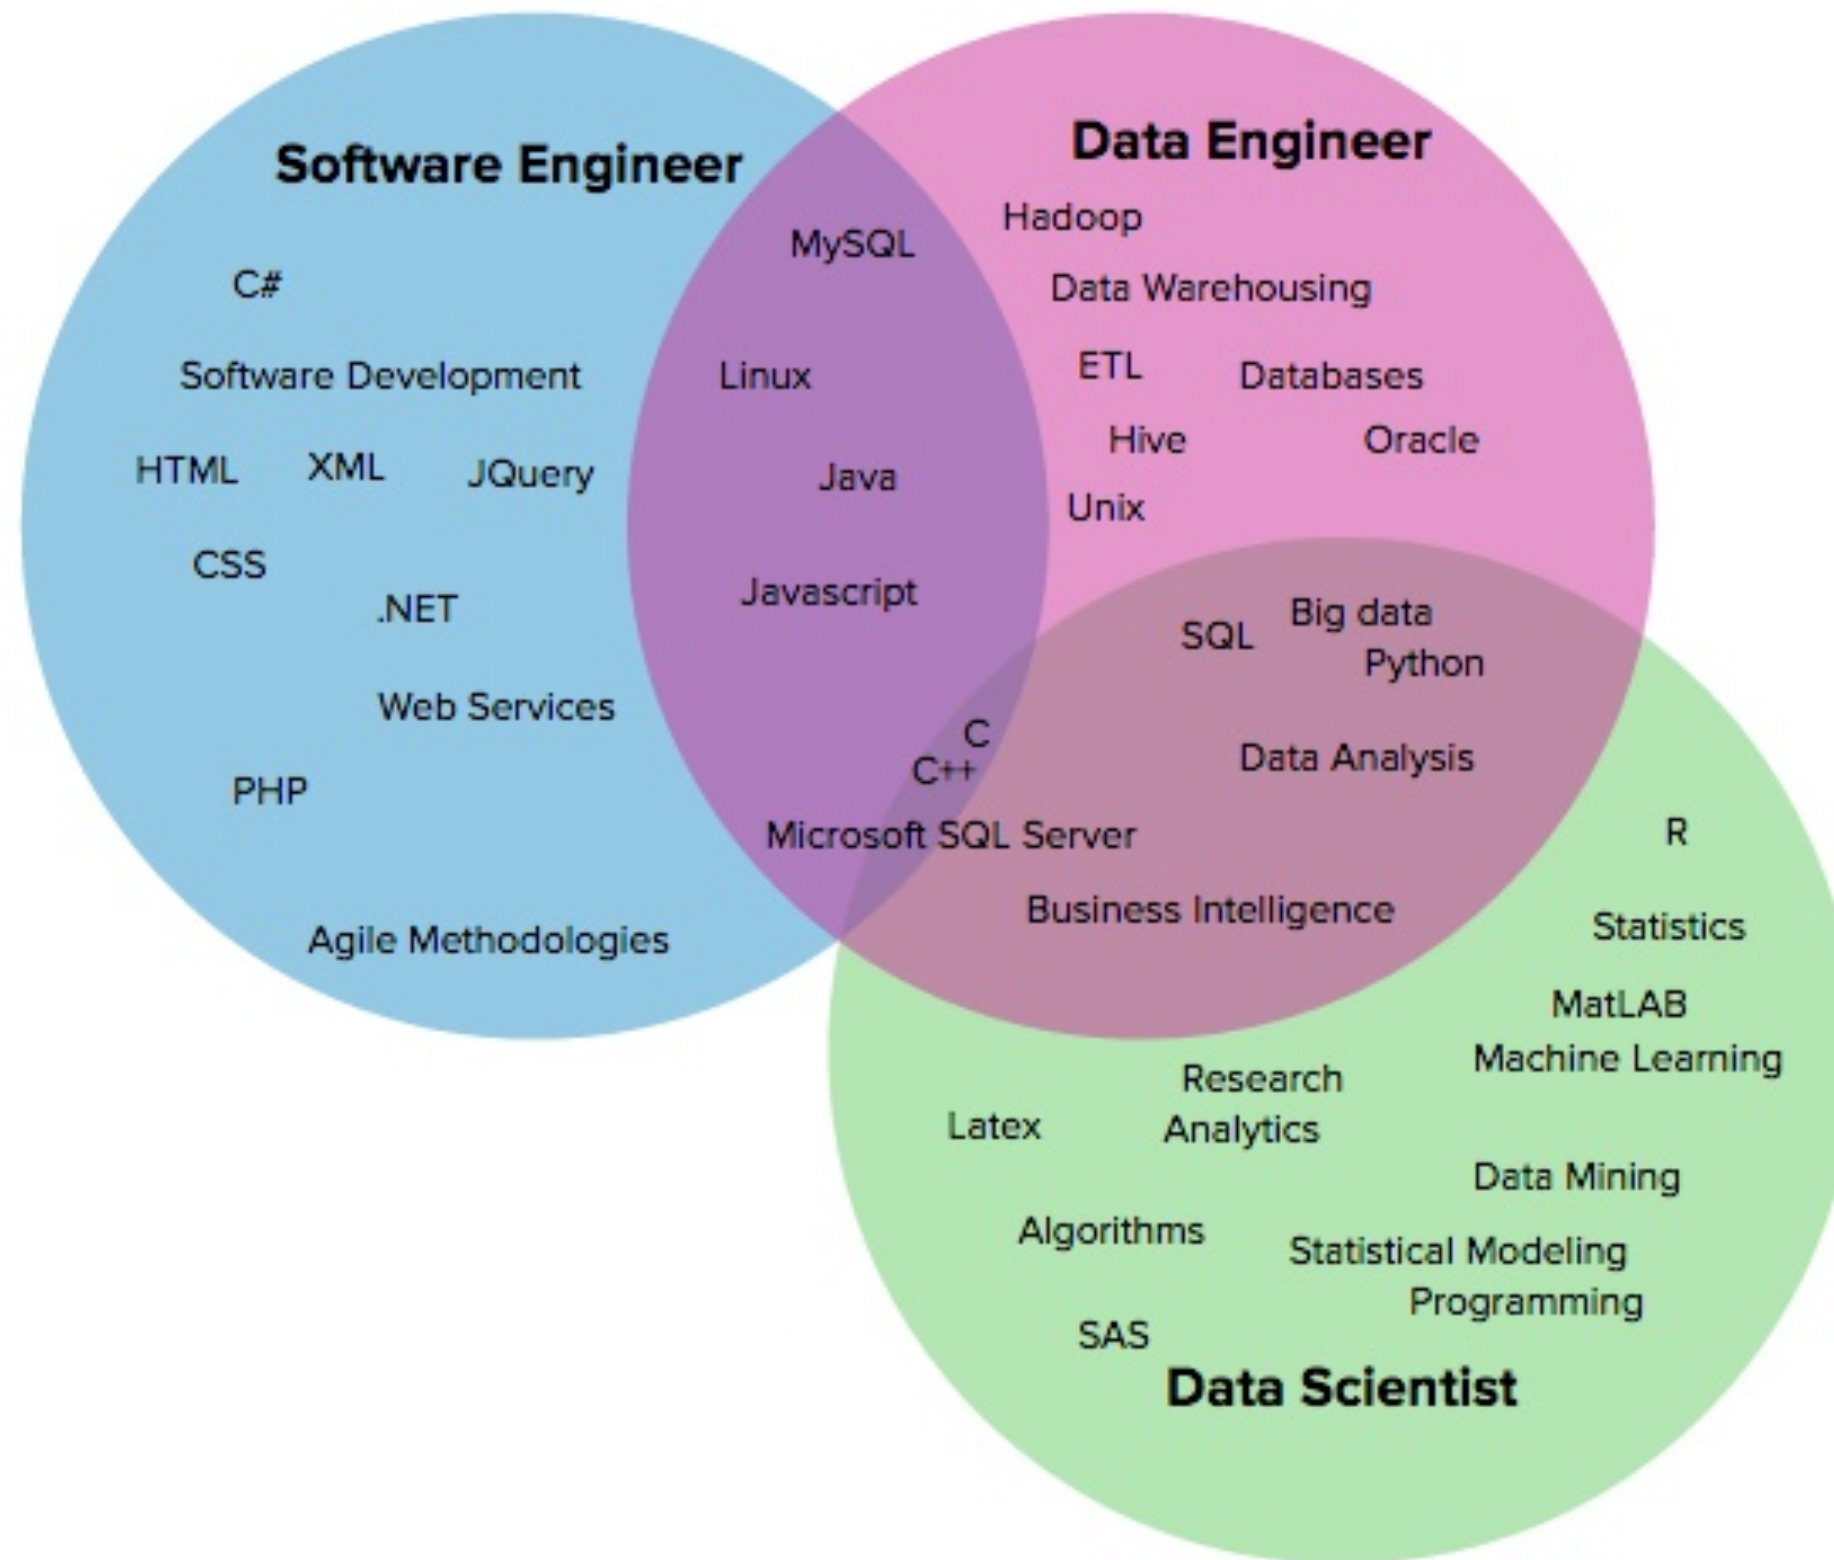 Software Engineer
C#
Software Development
HTML
XML
JQuery
CSS
.NET
Web Services
PHP
Agile Methodologies
MySQL
Linux
Java
Javascript
C
C++
Microsoft SQL Server
Data Engineer
Hadoop
Data Warehousing
ETL
Databases
Hive
Oracle
Unix
SQL
Big data
Python
Data Analysis
Business Intelligence
R
Statistics
MatLAB
Machine Learning
Research
Latex
Analytics
Data Mining
Algorithms
Statistical Modeling
Programming
SAS
Data Scientist